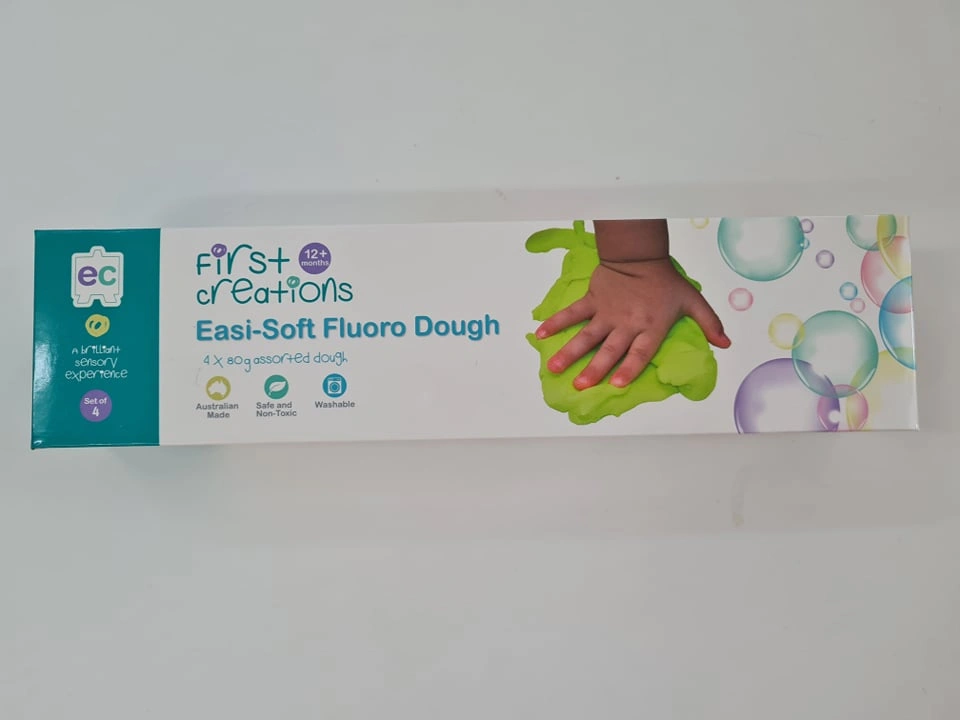 ec
A brilliant
sensory
experience
Set of
4
first
creations
12+
months
Easi-Soft Fluoro Dough
4 x 80g assorted dough
Australian
Made
Safe and
Non-Toxic
Washable